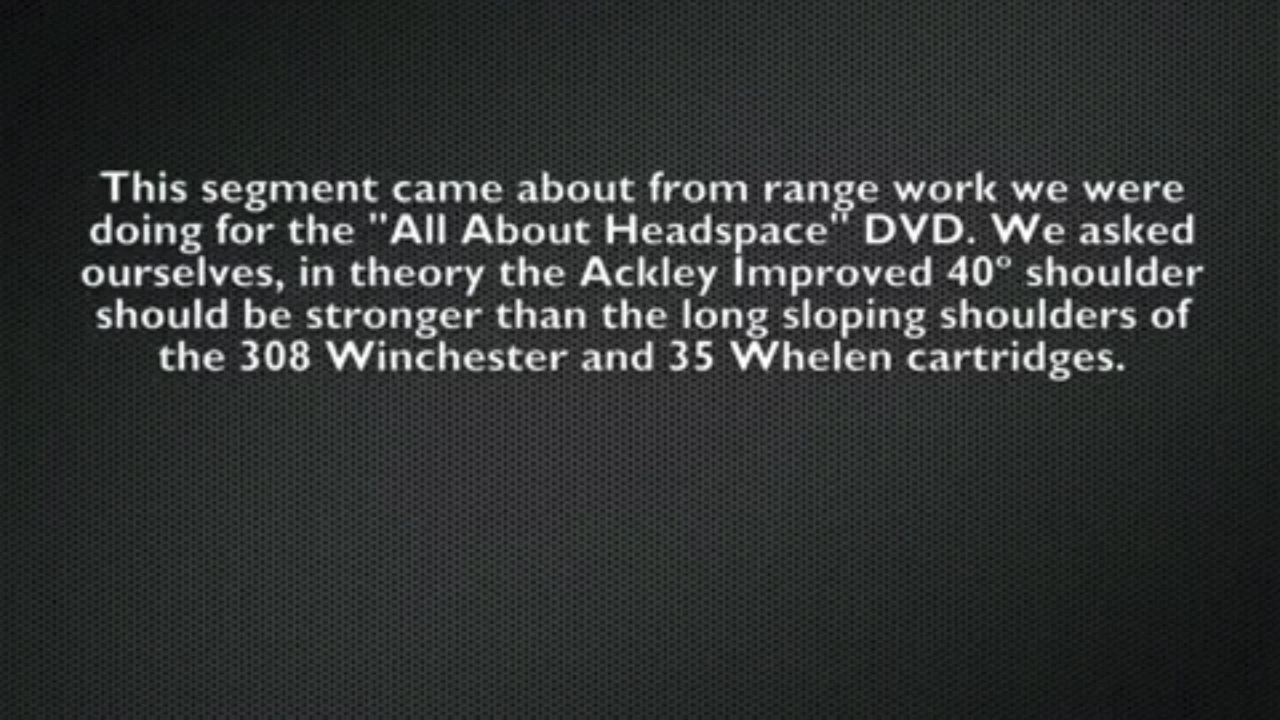 This segment came about from range work we were
doing for the "All About Headspace" DVD. We asked
ourselves, in theory the Ackley Improved 40° shoulder
should be stronger than the long sloping shoulders of
the 308 Winchester and 35 Whelen cartridges.